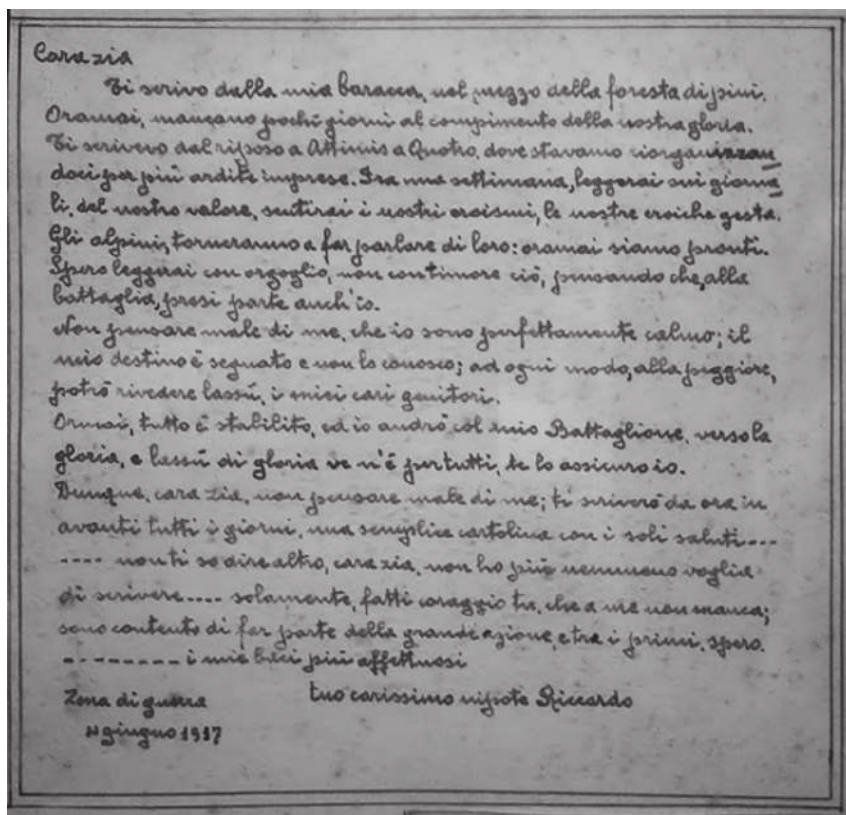 Cara zia
Ti scrivo dalla mia baracca, nel mezzo della foresta di pini.
Oramai, mancano pochi giorni al compimento della nostra gloria.
Ti scrivevo dal riposo a Attimis a Quotro, dove stavamo riorganizzan
doci per più ardite imprese. Fra una settimana, leggerai sui giorna
li, del nostro valore, sentirai i nostri eroismi, le nostre eroiche gesta.
Gli alpini, torneranno a far parlare di loro: oramai siamo pronti.
Spero leggerai con orgoglio, non con timore ciò, pensando che, alla
battaglia, presi parte anch'io.
Non pensare male di me, che io sono perfettamente calmo; il
mio destino è segnato e non lo conosco; ad ogni modo, alla peggiore,
potrò rivedere lassù, i miei cari genitori.
Ormai, tutto è stabilito, ed io andrò col mio Battaglione, verso la
gloria, e lassù di gloria ve n'è per tutti, te lo assicuro io.
Dunque, cara zia, non pensare male di me; ti scriverò da ora in
avanti tutti i giorni, una semplice cartolina con i soli saluti ---
---- non ti so dire altro, cara zia, non ho più nemmeno voglia
di scrivere .... solamente, fatti coraggio tu, che a me non manca;
sono contento di far parte della grande azione, e tra i primi, spero.
--------- i mie baci più affettuosi
tuo carissimo nipote Riccardo
Zona di guerra
giugno 1917